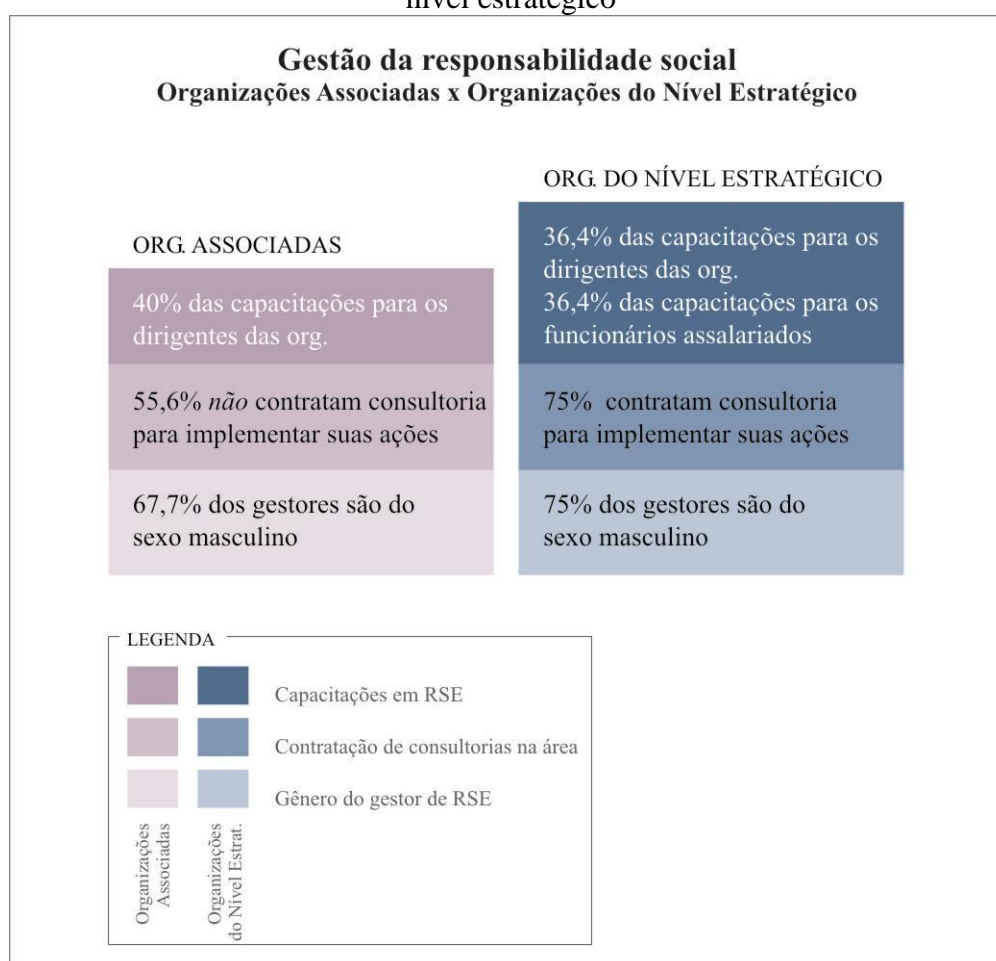 nível estratégico
Gestão da responsabilidade social
Organizações Associadas x Organizações do Nível Estratégico
ORG. ASSOCIADAS
40% das capacitações para os
dirigentes das org.
55,6% não contratam consultoria
para implementar suas ações
67,7% dos gestores são do
sexo masculino
ORG. DO NÍVEL ESTRATÉGICO
36,4% das capacitações para os
dirigentes das org.
36,4% das capacitações para os
funcionários assalariados
75% contratam consultoria
para implementar suas ações
75% dos gestores são do
sexo masculino
LEGENDA
Capacitações em RSE
Contratação de consultorias na área
Gênero do gestor de RSE
Organizações
Associadas
Organizações
do Nível Estrat.